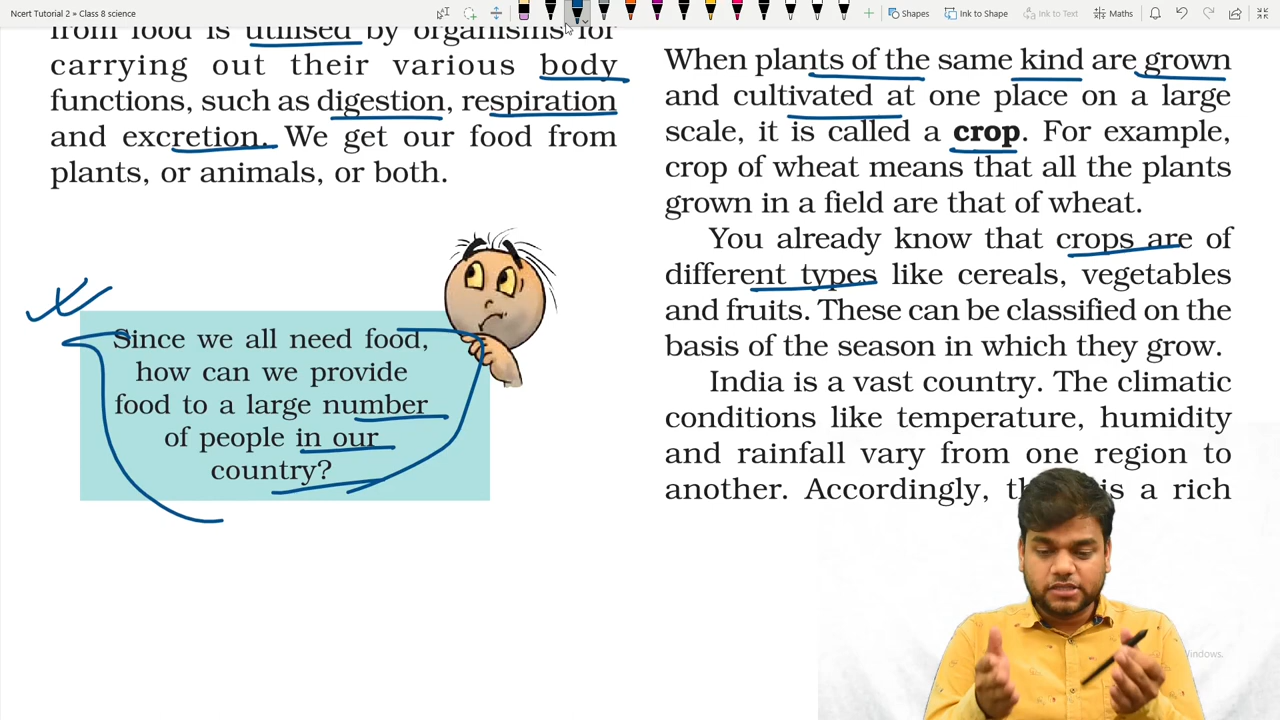 Ncert Tutorial 2 » Class 8 science
Shapes
Ink to Shape
Ink to Text
Maths
from food is utilised by organisms for
carrying out their various body
functions, such as digestion, respiration
and excretion. We get our food from
plants, or animals, or both.
Since we all need food,
how can we provide
food to a large number
of people in our
country?
When plants of the same kind are grown
and cultivated at one place on a large
scale, it is called a crop. For example,
crop of wheat means that all the plants
grown in a field are that of wheat.
You already know that crops are of
different types like cereals, vegetables
and fruits. These can be classified on the
basis of the season in which they grow.
India is a vast country. The climatic
conditions like temperature, humidity
and rainfall vary from one region to
another. Accordingly, is a rich
Windows.